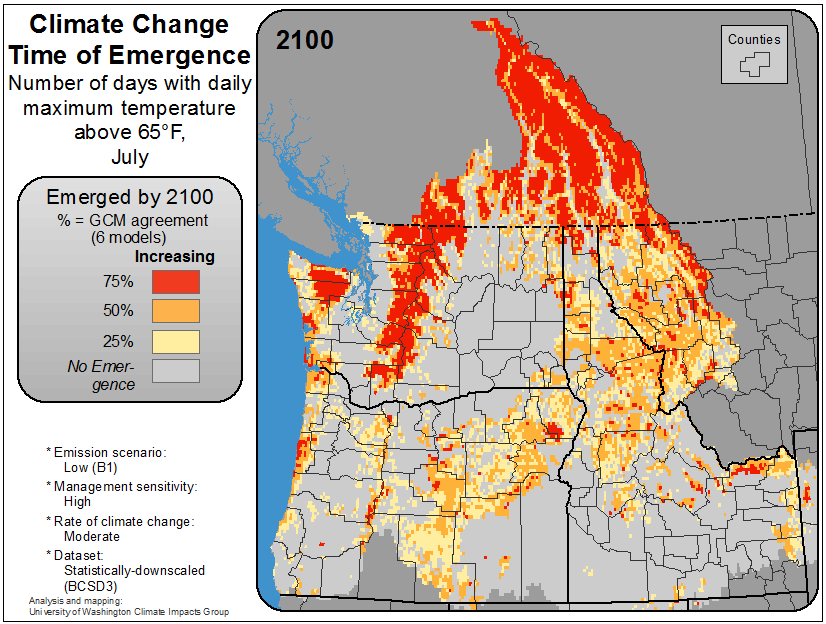 Climate Change
Time of Emergence
Number of days with daily
maximum temperature
above 65°F,
July
Emerged by 2100
% = GCM agreement
(6 models)
Increasing
75%
50%
25%
No Emer-
gence
* Emission scenario:
Low (B1)
* Management sensitivity:
High
* Rate of climate change:
Moderate
* Dataset:
Statistically-downscaled
(BCSD3)
Analysis and mapping:
University of Washington Climate Impacts Group
2100
Counties